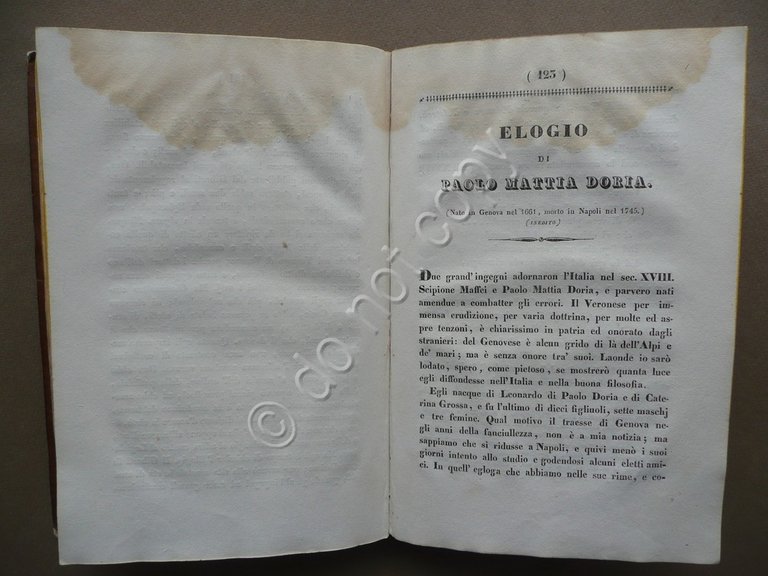 ( 123 )
ELOGIO
DI
PAOLO MATTIA DORIA.
(Nato in Genova nel 1661, morto in Napoli nel 1745.)
(INEDITO)
Due grand' ingegni adornaron l'Italia nel sec. XVIII.
Scipione Maffei e Paolo Mattia Doria, e parvero nati
amendue a combatter gli errori. Il Veronese per im-
mensa erudizione, per varia dottrina, per molte ed as-
pre tenzoni, è chiarissimo in patria ed onorato dagli
stranieri: del Genovese è alcun grido di là dell'Alpi e
de' mari; ma è senza onore tra' suoi. Laonde io sarò
lodato, spero, come pietoso, se mostrerò quanta luce
egli diffondesse nell'Italia e nella buona filosofia.
Egli nacque di Leonardo di Paolo Doria e di Cate-
rina Grossa, e fu l'ultimo di dieci figliuoli, sette maschj
e tre femine. Qual motivo il traesse di Genova ne-
gli anni della fanciullezza, non è a mia notizia; ma
sappiamo che si ridusse a Napoli, e quivi menò i suoi
giorni intento allo studio e godendosi alcuni eletti ami-
ci. In quell' egloga che abbiamo nelle sue rime, e co-
© do not copy